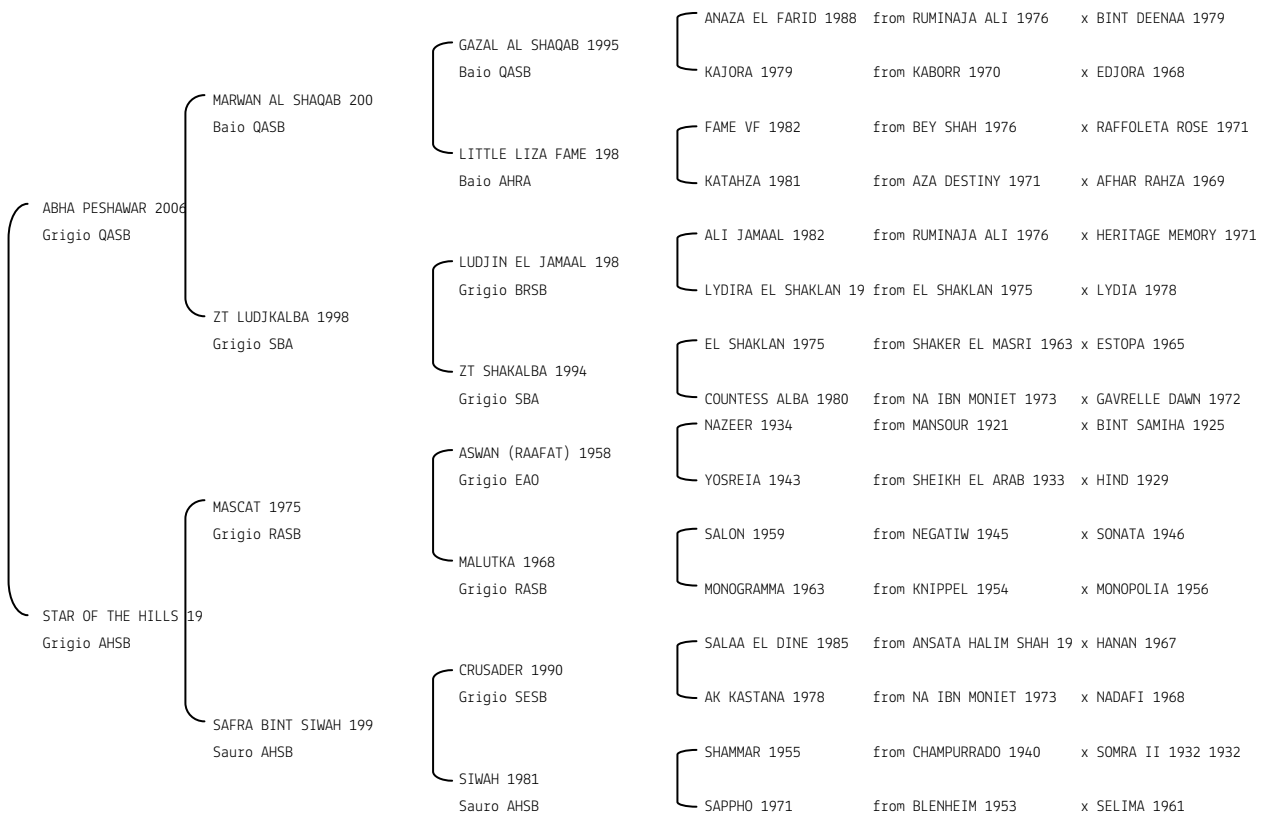 ANAZA EL FARID 1988 from RUMINAJA ALI 1976 x BINT DEENAA 1979
GAZAL AL SHAQAB 1995
Baio QASB
KAJORA 1979 from KABORR 1970 x EDJORA 1968
MARWAN AL SHAQAB 200
Baio QASB
FAME VF 1982 from BEY SHAH 1976 x RAFFOLETA ROSE 1971
LITTLE LIZA FAME 198
Baio AHRA
KATAHZA 1981 from AZA DESTINY 1971 x AFHAR RAHZA 1969
ABHA PESHAWAR 2006
Grigio QASB
ALI JAMAAL 1982 from RUMINAJA ALI 1976 x HERITAGE MEMORY 1971
LUDJIN EL JAMAAL 198
Grigio BRSB
LYDIRA EL SHAKLAN 19 from EL SHAKLAN 1975 x LYDIA 1978
ZT LUDJKALBA 1998
Grigio SBA
EL SHAKLAN 1975 from SHAKER EL MASRI 1963 x ESTOPA 1965
ZT SHAKALBA 1994
Grigio SBA
COUNTESS ALBA 1980 from NA IBN MONIET 1973 x GAVRELLE DAWN 1972
NAZEER 1934 from MANSOUR 1921 x BINT SAMIHA 1925
ASWAN (RAAFAT) 1958
Grigio EAO
YOSREIA 1943 from SHEIKH EL ARAB 1933 x HIND 1929
MASCAT 1975
Grigio RASB
SALON 1959 from NEGATIW 1945 x SONATA 1946
MALUTKA 1968
Grigio RASB
MONOGRAMMA 1963 from KNIPPEL 1954 x MONOPOLIA 1956
STAR OF THE HILLS 19
Grigio AHSB
SALAA EL DINE 1985 from ANSATA HALIM SHAH 19 x HANAN 1967
CRUSADER 1990
Grigio SESB
AK KASTANA 1978 from NA IBN MONIET 1973 x NADAFI 1968
SAFRA BINT SIWAH 199
Sauro AHSB
SHAMMAR 1955 from CHAMPURRADO 1940 x SOMRA II 1932 1932
SIWAH 1981
Sauro AHSB
SAPPHO 1971 from BLENHEIM 1953 x SELIMA 1961